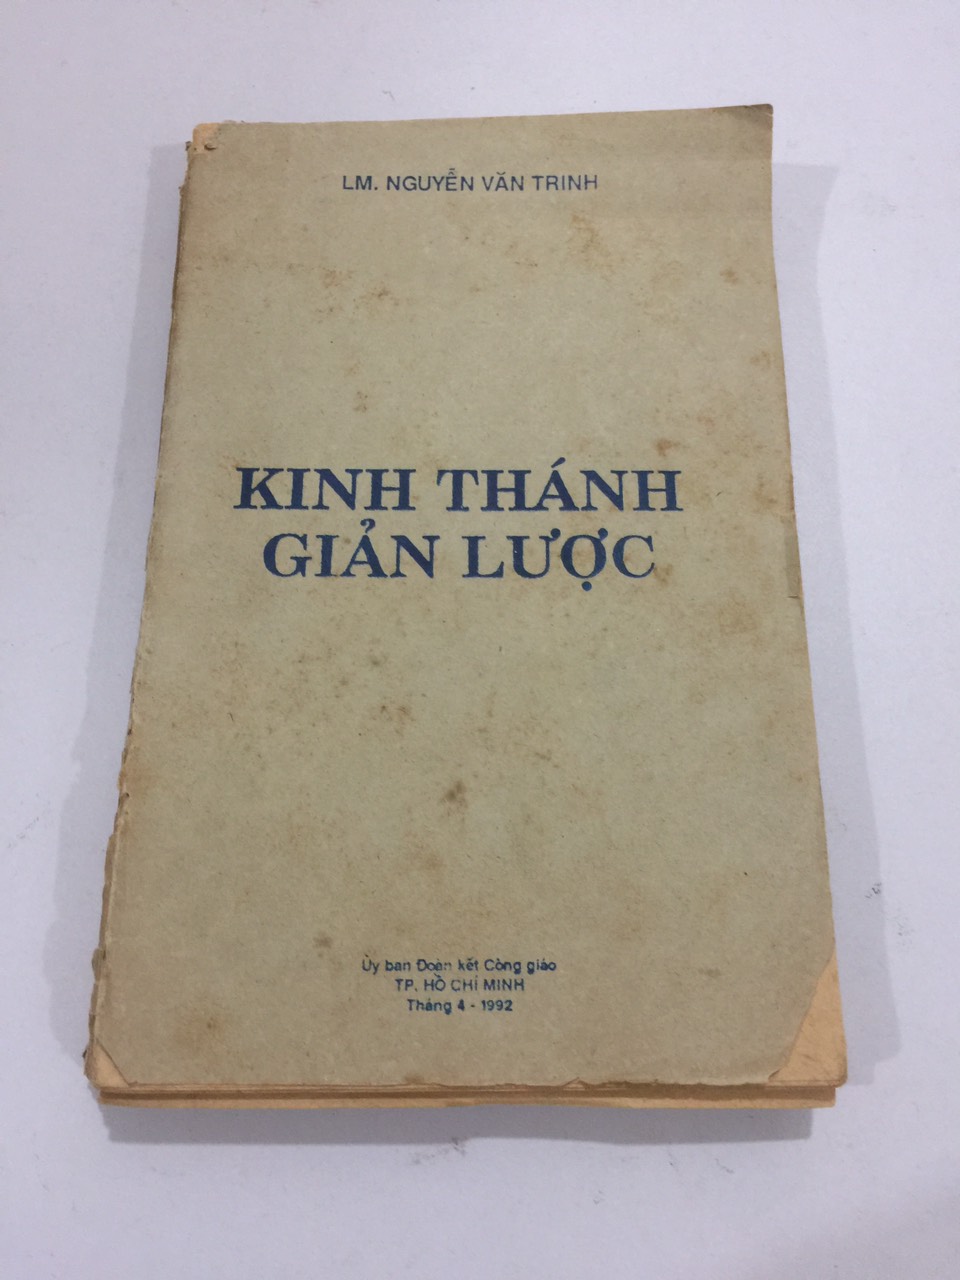 LM. NGUYỄN VĂN TRINH
KINH THÁNH
GIẢN LƯỢC
Ủy ban Đoàn kết Công giáo
TP. HỒ CHÍ MINH
Tháng 4 - 1992